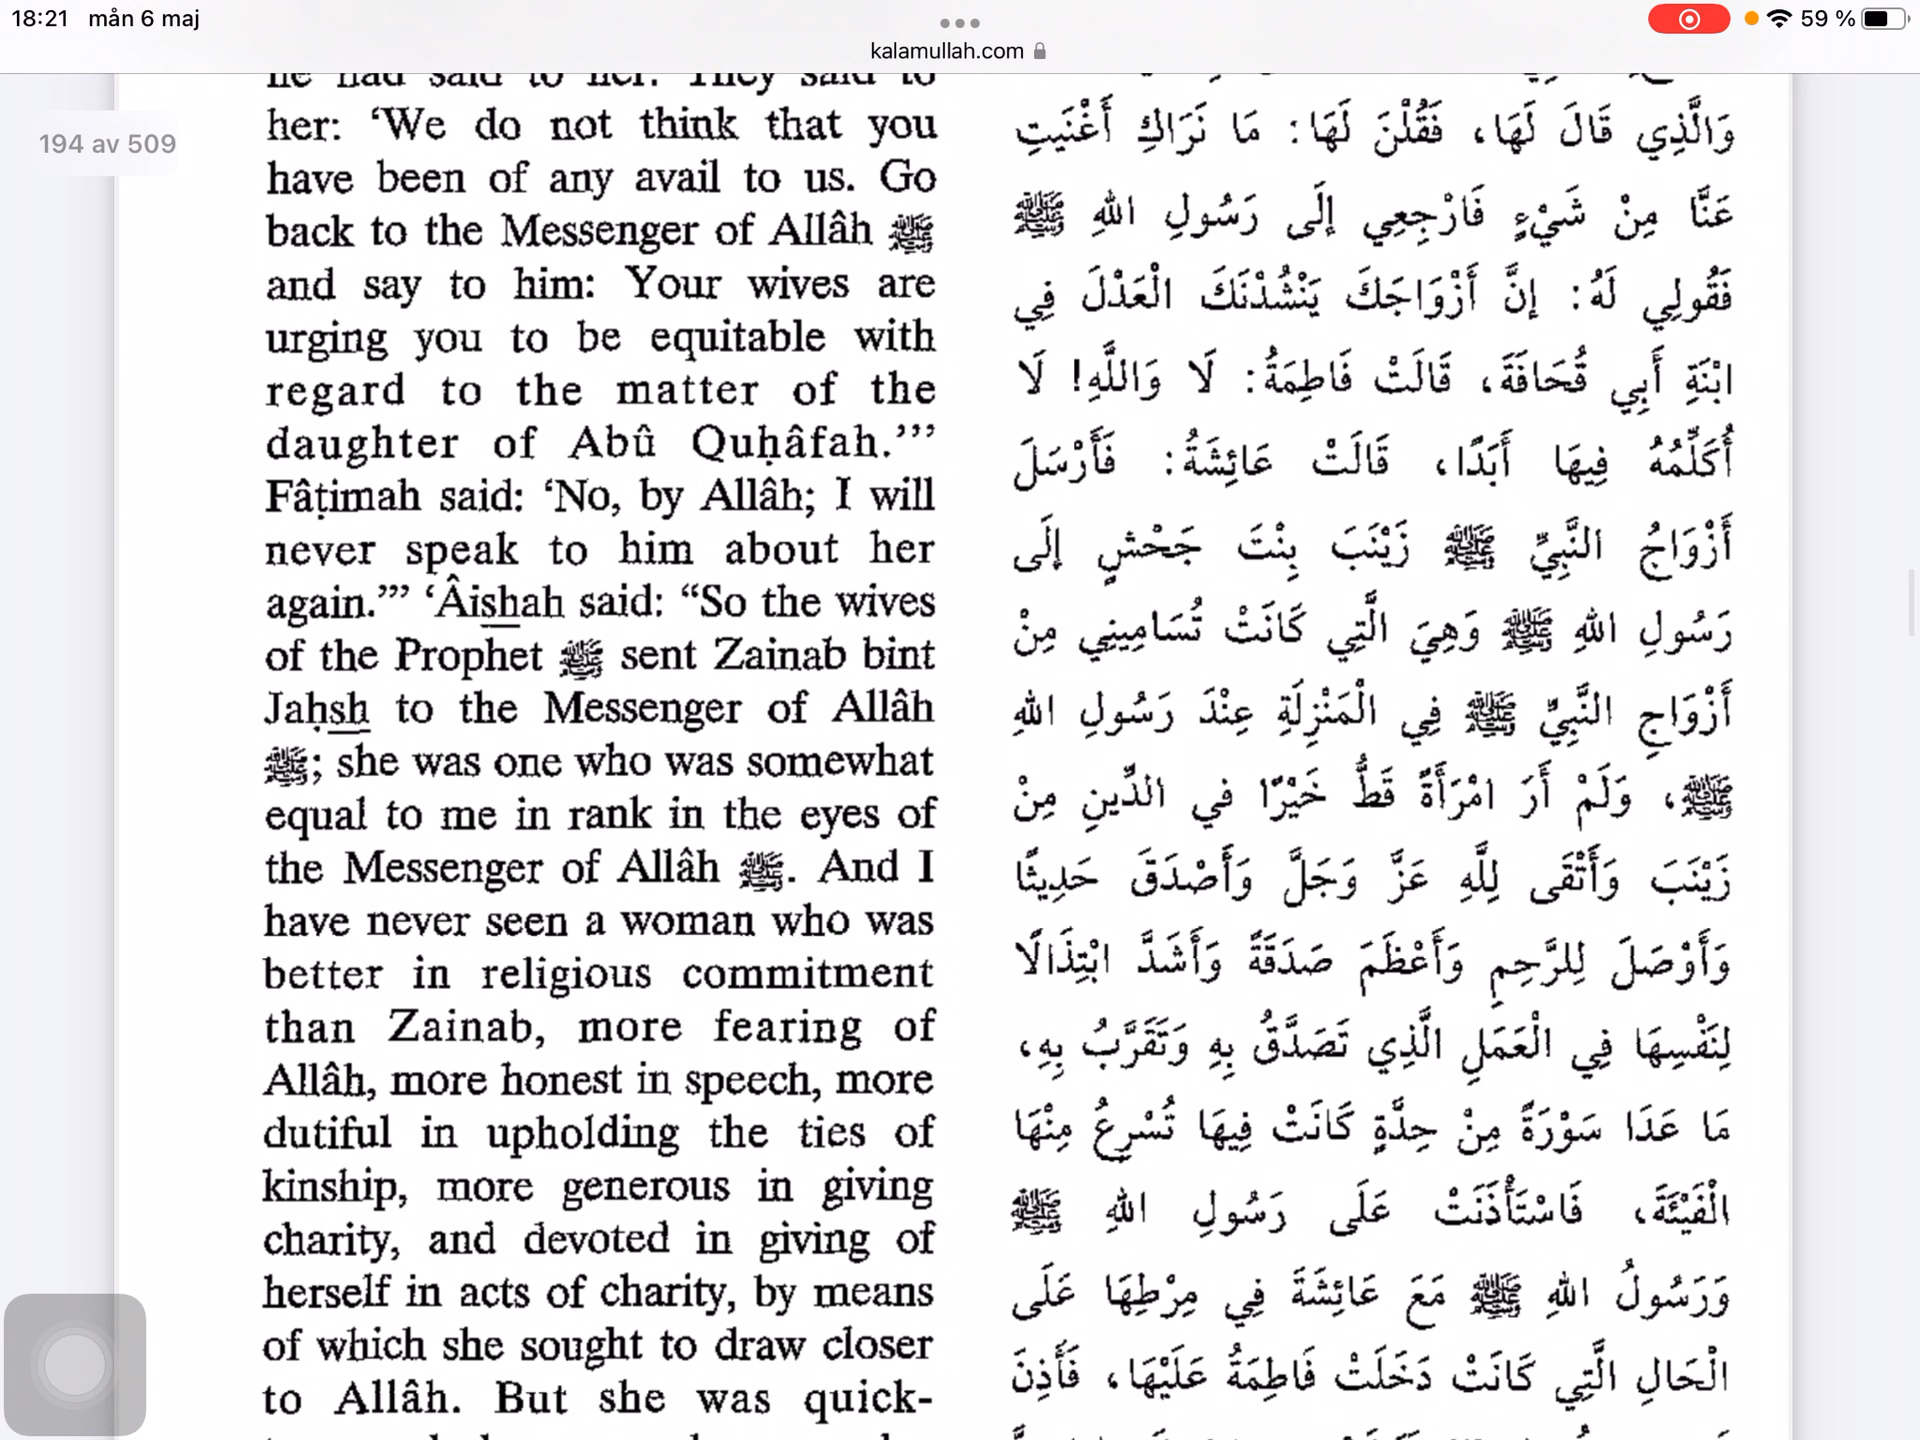 18:21 mån 6 maj
59 %
kalamullah.com
194 av 509
he had said to her. They said to
her: ‘We do not think that you
have been of any avail to us. Go
back to the Messenger of Allâh ﷺ
and say to him: Your wives are
urging you to be equitable with
regard to the matter of the
daughter of Abû Quḥâfah.’”
Fâṭimah said: ‘No, by Allâh; I will
never speak to him about her
again.”’ ‘Âishah said: “So the wives
of the Prophet ﷺ sent Zainab bint
Jaḥsh to the Messenger of Allâh
ﷺ; she was one who was somewhat
equal to me in rank in the eyes of
the Messenger of Allâh ﷺ. And I
have never seen a woman who was
better in religious commitment
than Zainab, more fearing of
Allâh, more honest in speech, more
dutiful in upholding the ties of
kinship, more generous in giving
charity, and devoted in giving of
herself in acts of charity, by means
of which she sought to draw closer
to Allâh. But she was quick-
وَالَّذِي قَالَ لَهَا، فَقُلْنَ لَهَا: مَا نَرَاكِ أَغْنَيْتِ
عَنَّا مِنْ شَيْءٍ فَارْجِعِي إِلَى رَسُولِ اللهِ ﷺ
فَقُولِي لَهُ: إِنَّ أَزْوَاجَكَ يَنْشُدْنَكَ الْعَدْلَ فِي
ابْنَةِ أَبِي قُحَافَةَ، قَالَتْ فَاطِمَةُ: لَا وَاللَّهِ! لَا
أُكَلِّمُهُ فِيهَا أَبَدًا، قَالَتْ عَائِشَةُ: فَأَرْسَلَ
أَزْوَاجُ النَّبِيِّ ﷺ زَيْنَبَ بِنْتَ جَحْشٍ إِلَى
رَسُولِ اللهِ ﷺ وَهِيَ الَّتِي كَانَتْ تُسَامِينِي مِنْ
أَزْوَاجِ النَّبِيِّ ﷺ فِي الْمَنْزِلَةِ عِنْدَ رَسُولِ اللهِ
ﷺ، وَلَمْ أَرَ امْرَأَةً قَطُّ خَيْرًا في الدِّينِ مِنْ
زَيْنَبَ وَأَتْقَى لِلَّهِ عَزَّ وَجَلَّ وَأَصْدَقَ حَدِيثًا
وَأَوْصَلَ لِلرَّحِمِ وَأَعْظَمَ صَدَقَةً وَأَشَدَّ ابْتِذَالًا
لِنَفْسِهَا فِي الْعَمَلِ الَّذِي تَصَدَّقُ بِهِ وَتَقَرَّبُ بِهِ،
مَا عَدَا سَوْرَةً مِنْ حِدَّةٍ كَانَتْ فِيهَا تُسْرِعُ مِنْهَا
الْفَيْئَةَ، فَاسْتَأْذَنَتْ عَلَى رَسُولِ اللهِ ﷺ
وَرَسُولُ اللهِ ﷺ مَعَ عَائِشَةَ فِي مِرْطِهَا عَلَى
الْحَالِ الَّتِي كَانَتْ دَخَلَتْ فَاطِمَةُ عَلَيْهَا، فَأَذِنَ